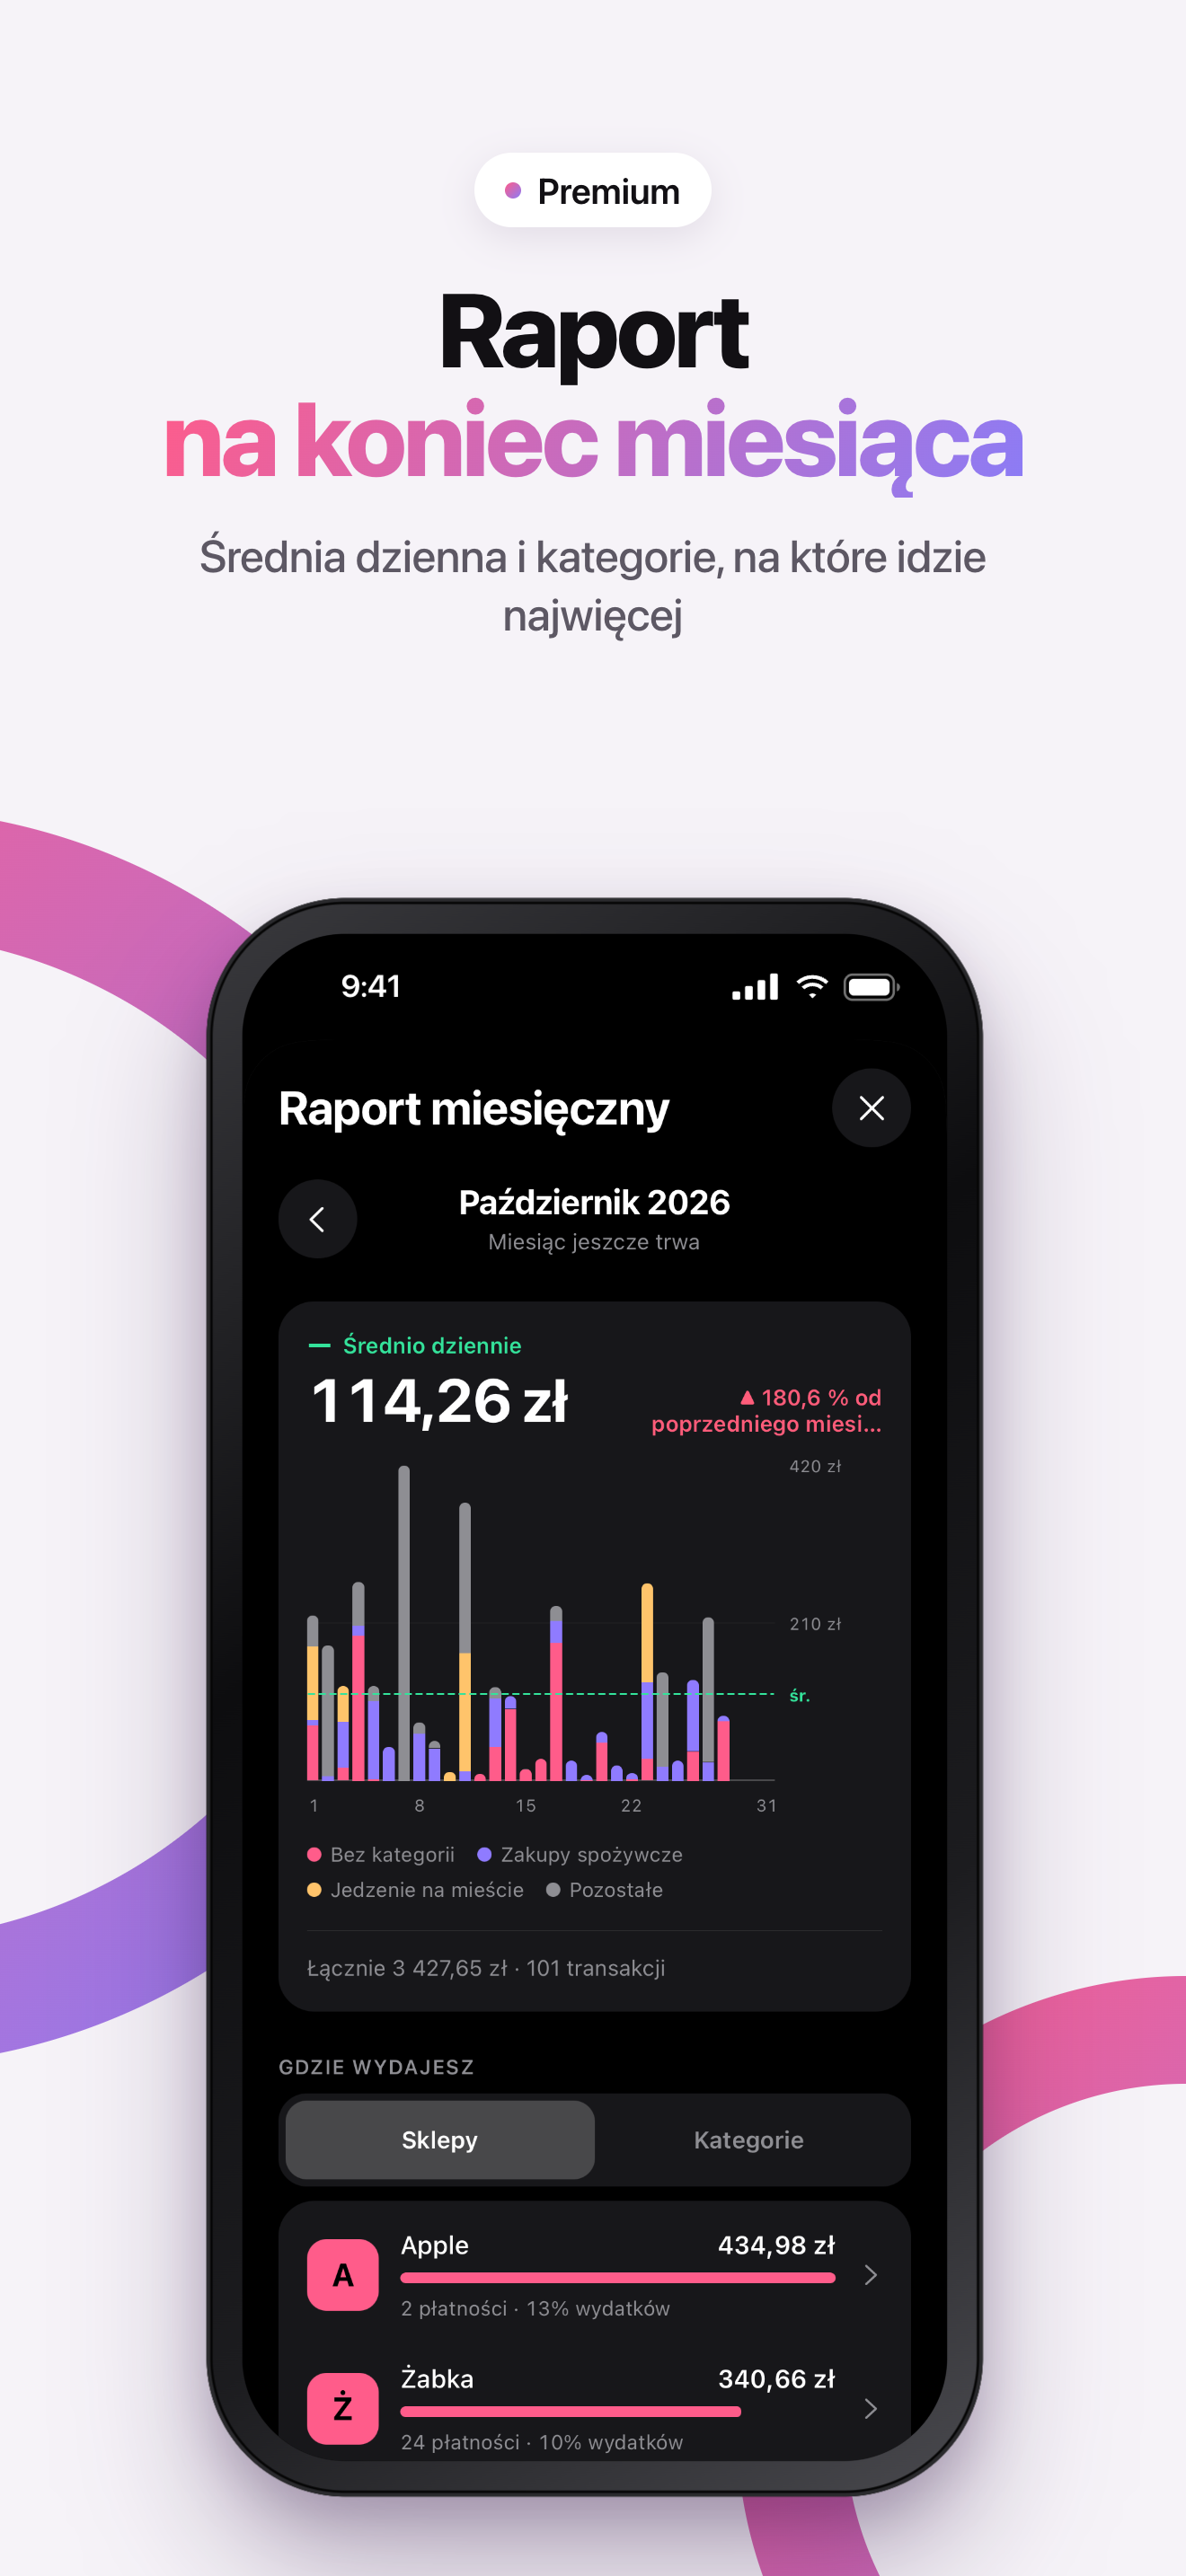 Premium
Raport
na koniec miesiąca
Średnia dzienna i kategorie, na które idzie
najwięcej
9:41
Raport miesięczny
Październik 2026
Miesiąc jeszcze trwa
Średnio dziennie
114,26 zł
▲ 180,6 % od
poprzedniego miesi...
420 zł
210 zł
śr.
1 8 15 22 31
Bez kategorii Zakupy spożywcze
Jedzenie na mieście Pozostałe
Łącznie 3 427,65 zł · 101 transakcji
GDZIE WYDAJESZ
Sklepy Kategorie
A
Apple 434,98 zł
2 płatności · 13% wydatków
Ż
Żabka 340,66 zł
24 płatności · 10% wydatków